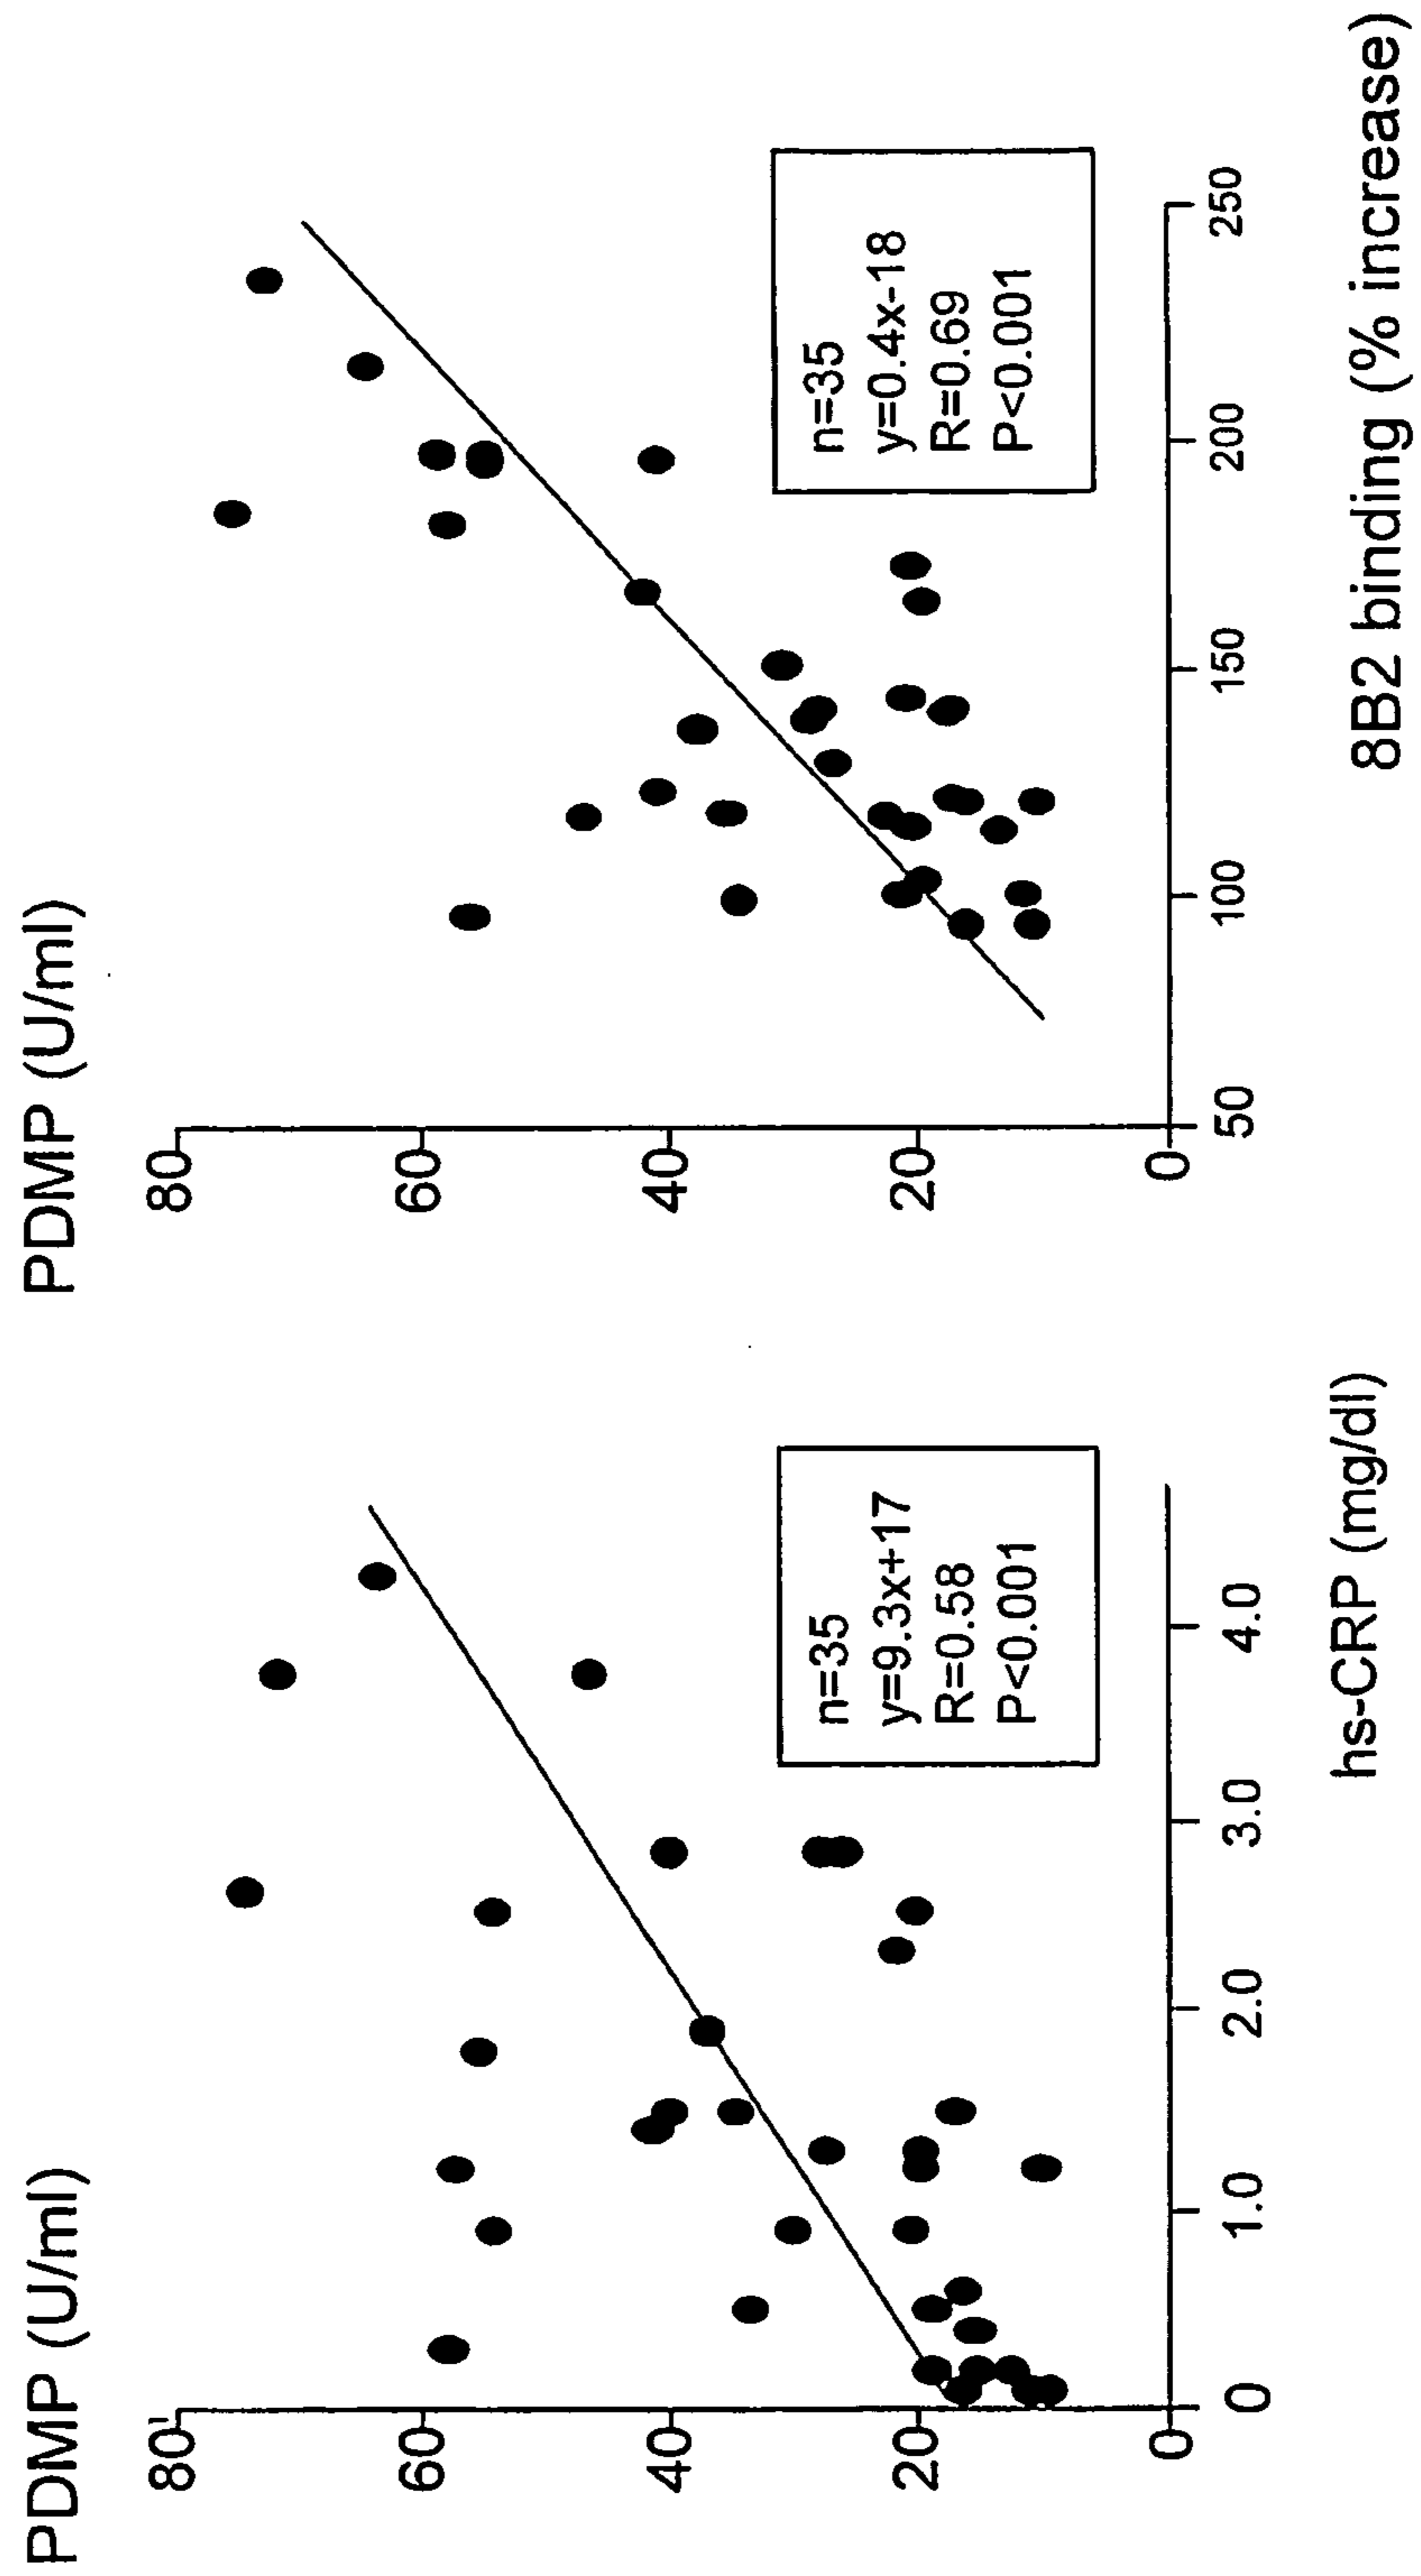 PDMP (U/ml)
80
60
40
20
0
0
1.0
2.0
3.0
4.0
hs-CRP (mg/dl)
n=35
y=9.3x+17
R=0.58
P<0.001
PDMP (U/ml)
80
60
40
20
0
50
100
150
200
250
8B2 binding (% increase)
n=35
y=0.4x-18
R=0.69
P<0.001